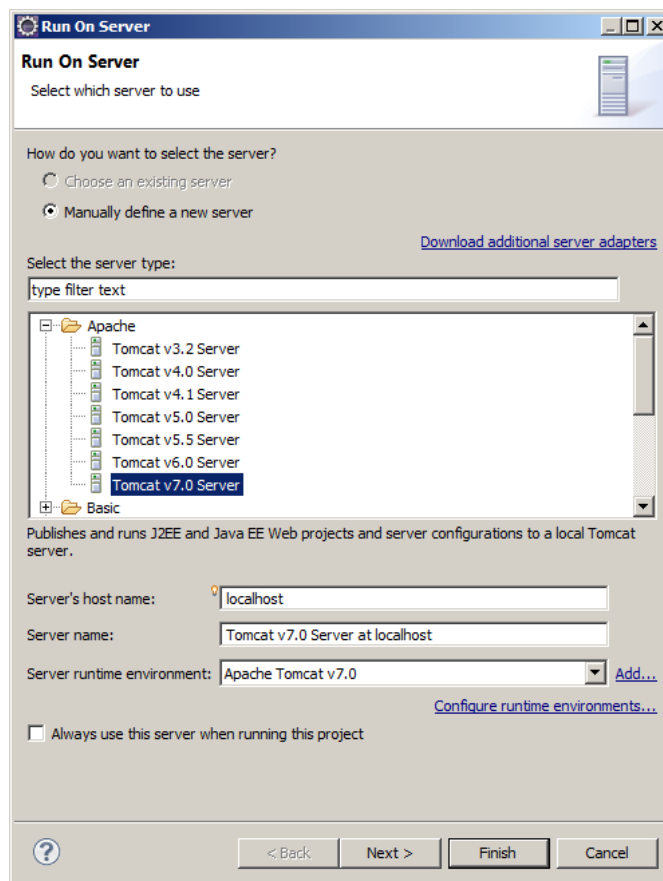 Run On Server
Run On Server
Select which server to use
How do you want to select the server?
Choose an existing server
Manually define a new server
Download additional server adapters
Select the server type:
type filter text
Apache
Tomcat v3.2 Server
Tomcat v4.0 Server
Tomcat v4.1 Server
Tomcat v5.0 Server
Tomcat v5.5 Server
Tomcat v6.0 Server
Tomcat v7.0 Server
Basic
Publishes and runs J2EE and Java EE Web projects and server configurations to a local Tomcat
server.
Server's host name: localhost
Server name: Tomcat v7.0 Server at localhost
Server runtime environment: Apache Tomcat v7.0 Add...
Configure runtime environments...
Always use this server when running this project
? < Back Next > Finish Cancel